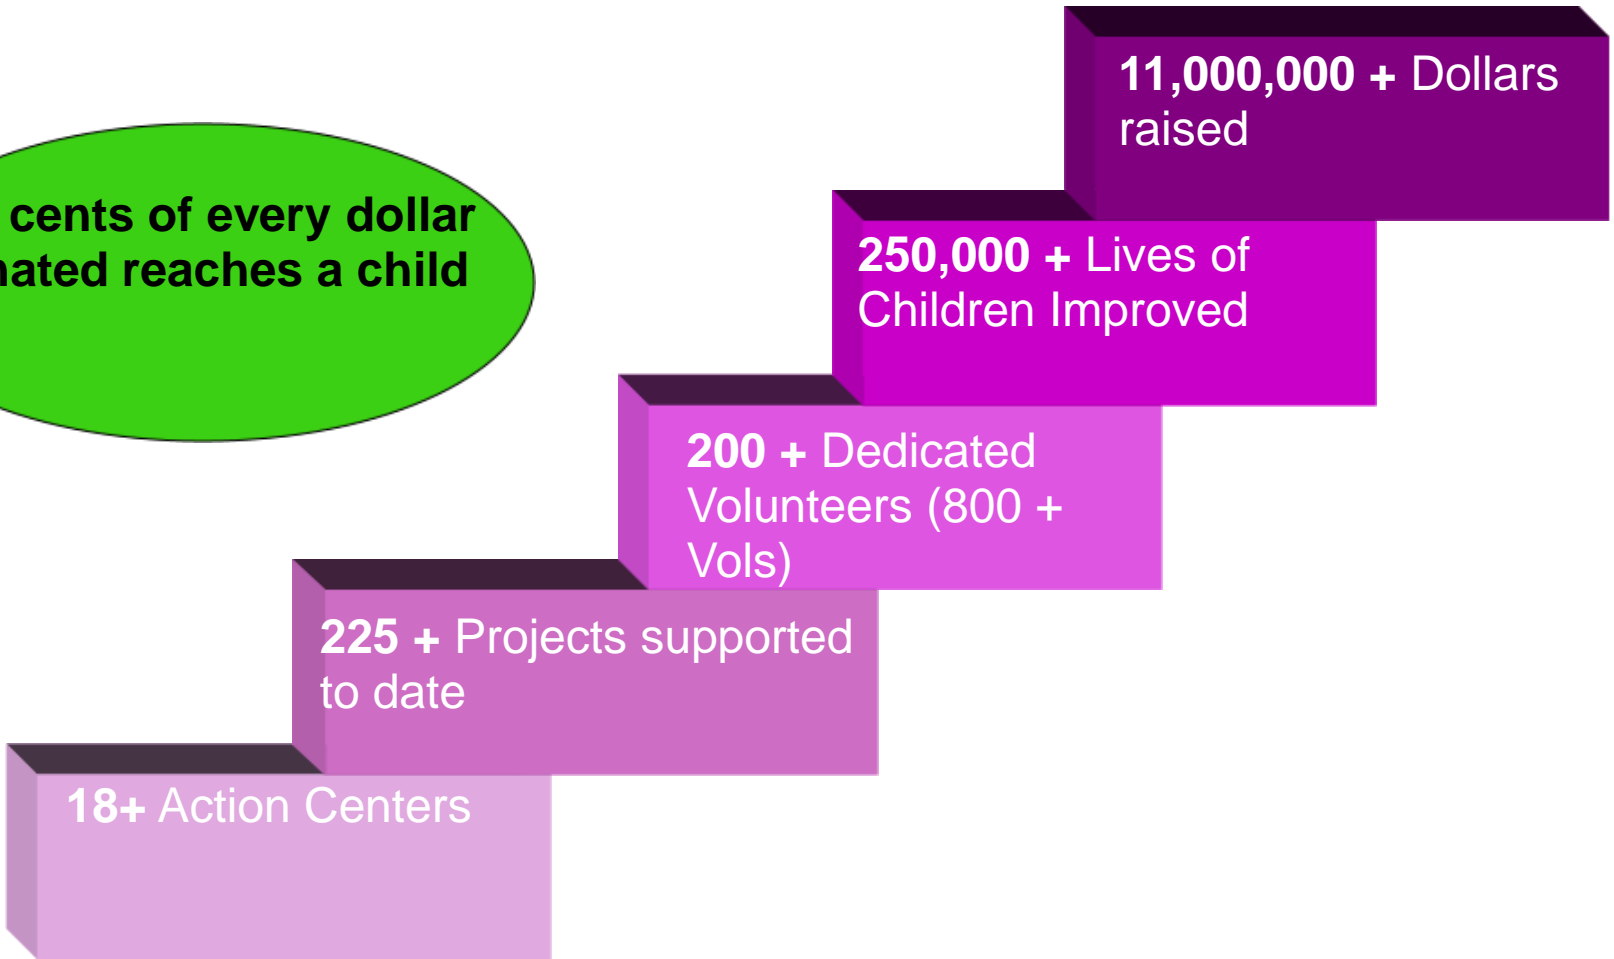 11,000,000 + Dollars
raised
cents of every dollar
reaches a child
250,000 + Lives of
Children Improved
200 + Dedicated
Volunteers (800 +
Vols)
225 + Projects supported
to date
18+ Action Centers